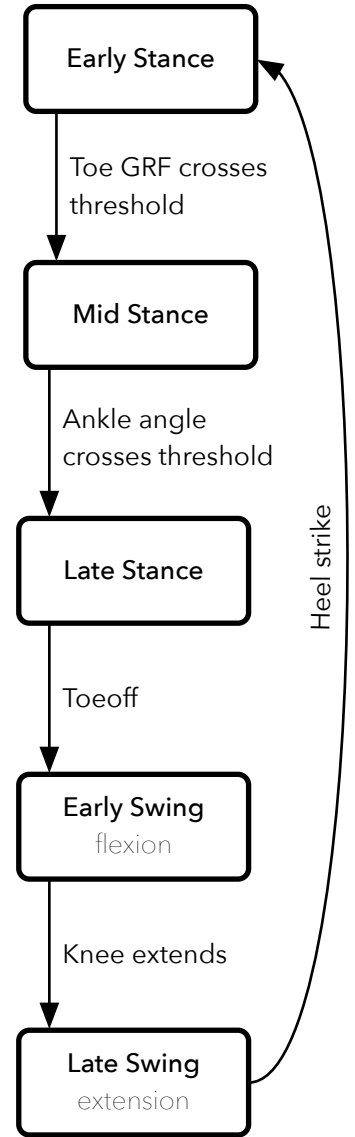 Early Stance
Toe GRF crosses
threshold
Mid Stance
Ankle angle
crosses threshold
Late Stance
Heel strike
Toeoff
Early Swing
flexion
Knee extends
Late Swing
extension